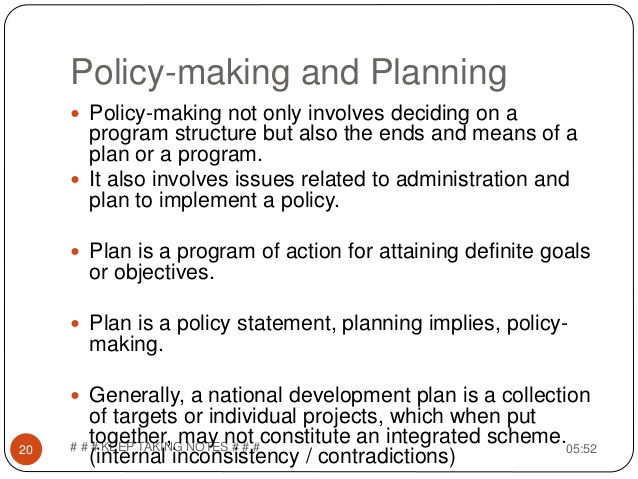 Policy-making and Planning
• Policy-making not only involves deciding on a
program structure but also the ends and means of a
plan or a program.
• It also involves issues related to administration and
plan to implement a policy.
• Plan is a program of action for attaining definite goals
or objectives.
• Plan is a policy statement, planning implies, policy-
making.
• Generally, a national development plan is a collection
of targets or individual projects, which when put
together, may not constitute an integrated scheme.
(internal inconsistency / contradictions)
20
# # # KEEP TAKING NOTES # # #
05:52